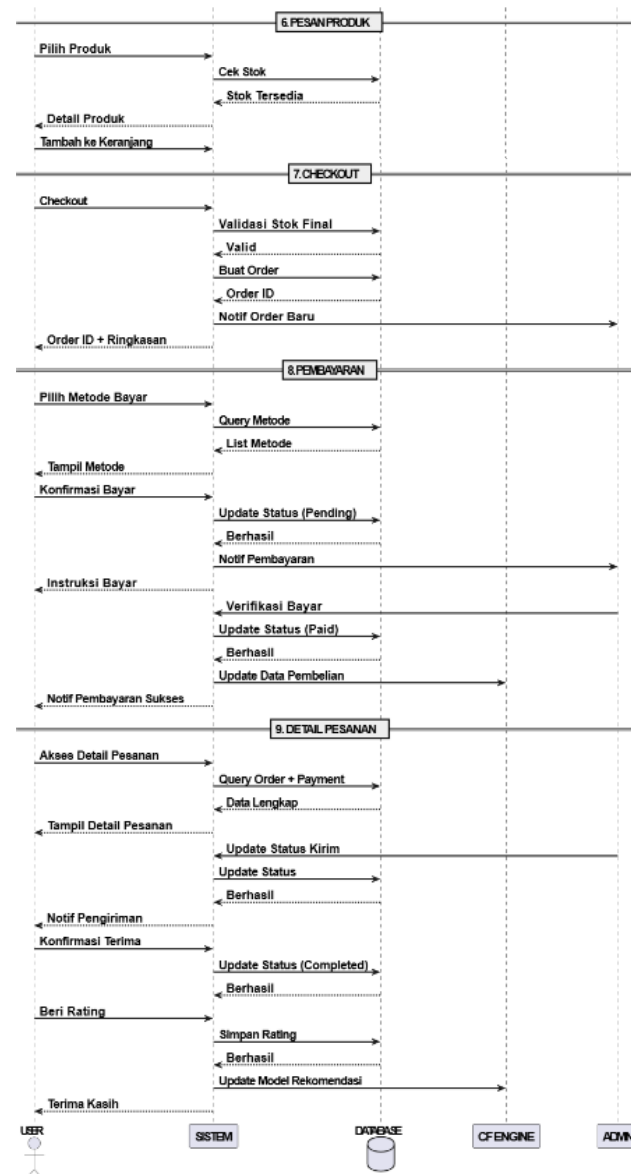 6. PESAN PRODUK
Pilih Produk
Cek Stok
Stok Tersedia
Detail Produk
Tambah ke Keranjang
7. CHECKOUT
Checkout
Validasi Stok Final
Valid
Buat Order
Order ID
Notif Order Baru
Order ID + Ringkasan
8. PEMBAYARAN
Pilih Metode Bayar
Query Metode
List Metode
Tampil Metode
Konfirmasi Bayar
Update Status (Pending)
Berhasil
Notif Pembayaran
Instruksi Bayar
Verifikasi Bayar
Update Status (Paid)
Berhasil
Update Data Pembelian
Notif Pembayaran Sukses
9. DETAIL PESANAN
Akses Detail Pesanan
Query Order + Payment
Data Lengkap
Tampil Detail Pesanan
Update Status Kirim
Update Status
Berhasil
Notif Pengiriman
Konfirmasi Terima
Update Status (Completed)
Berhasil
Beri Rating
Simpan Rating
Berhasil
Update Model Rekomendasi
Terima Kasih
USER SISTEM DATABASE CF ENGINE ADMIN